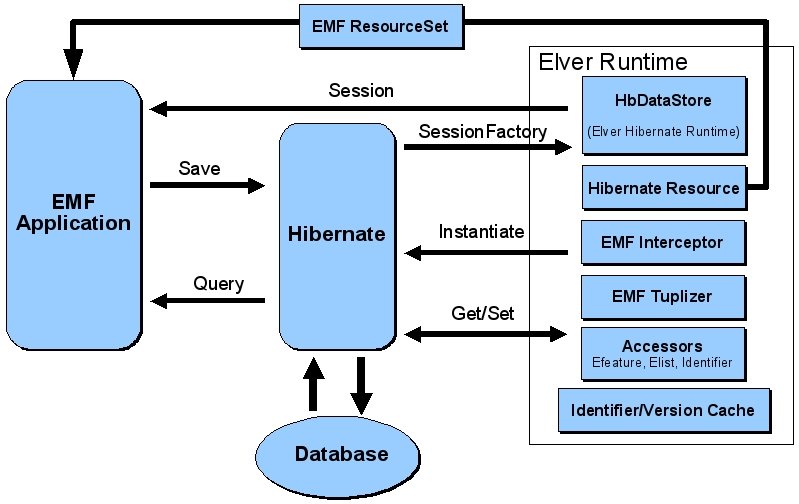 EMF ResourceSet
Elver Runtime
HbDataStore
(Elver Hibernate Runtime)
Session
SessionFactory
Save
Hibernate Resource
EMF
Application
Hibernate
Instantiate
EMF Interceptor
Query
EMF Tuplizer
Get/Set
Accessors
Efeature, Elist, Identifier
Identifier/Version Cache
Database